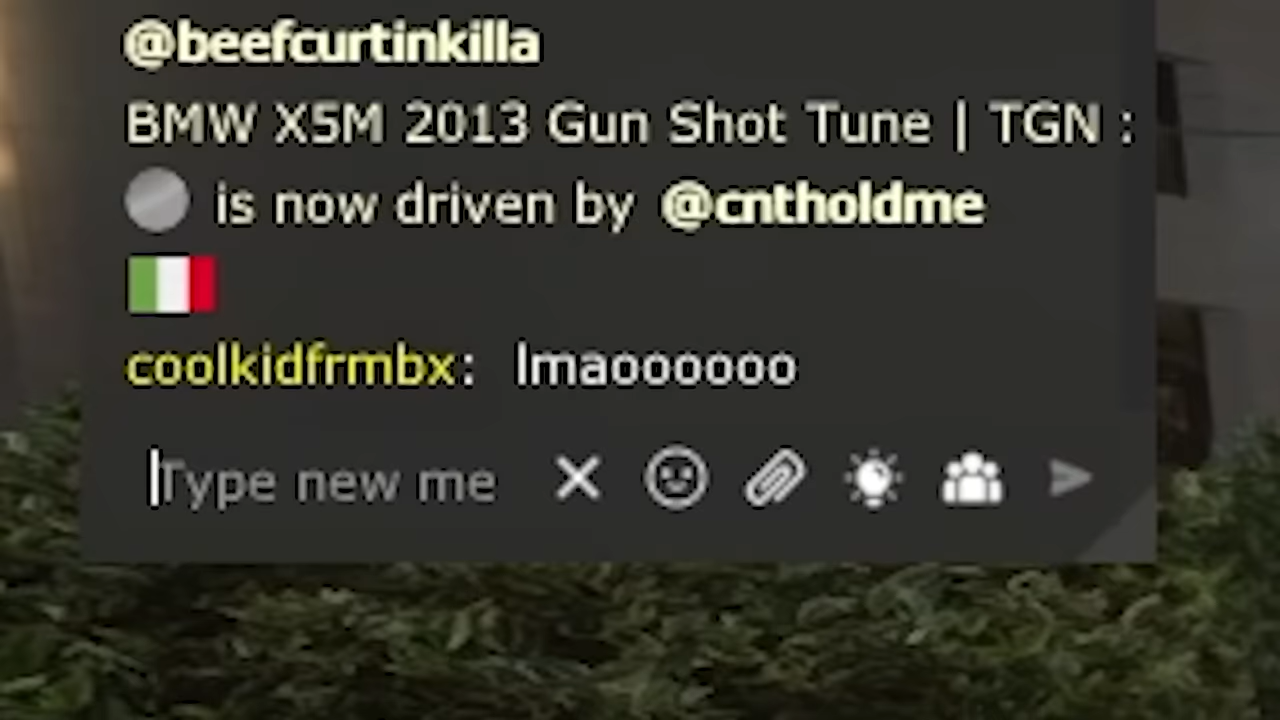 @beefcurtinkilla
BMW X5M 2013 Gun Shot Tune | TGN :
is now driven by @cntholdme
coolkidfrmbx: lmaoooooo
Type new me